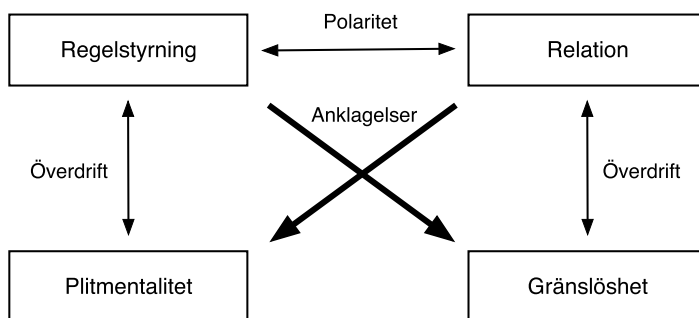 Polaritet
Regelstyrning
Relation
Anklagelser
Överdrift
Överdrift
Plitmentalitet
Gränslöshet